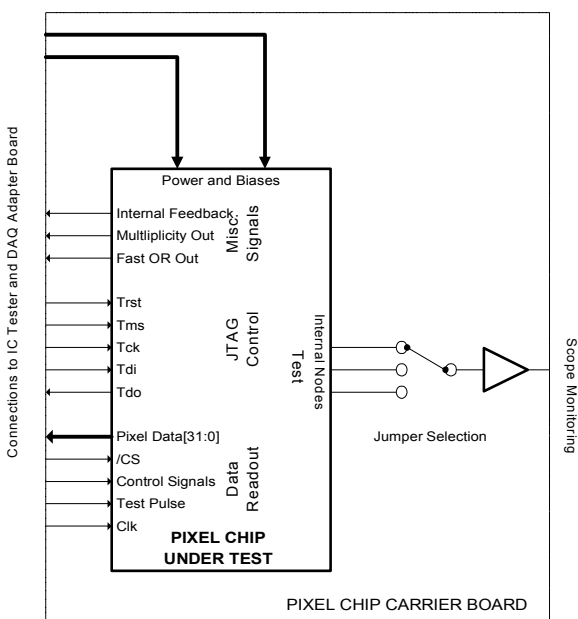 Connections to IC Tester and DAQ Adapter Board
Power and Biases
Internal Feedback
Multliplicity Out
Fast OR Out
Misc.
Signals
Trst
Tms
Tck
Tdi
Tdo
JTAG
Control
Internal Nodes
Test
Pixel Data[31:0]
/CS
Control Signals
Test Pulse
Clk
Data
Readout
PIXEL CHIP
UNDER TEST
Jumper Selection
Scope Monitoring
PIXEL CHIP CARRIER BOARD